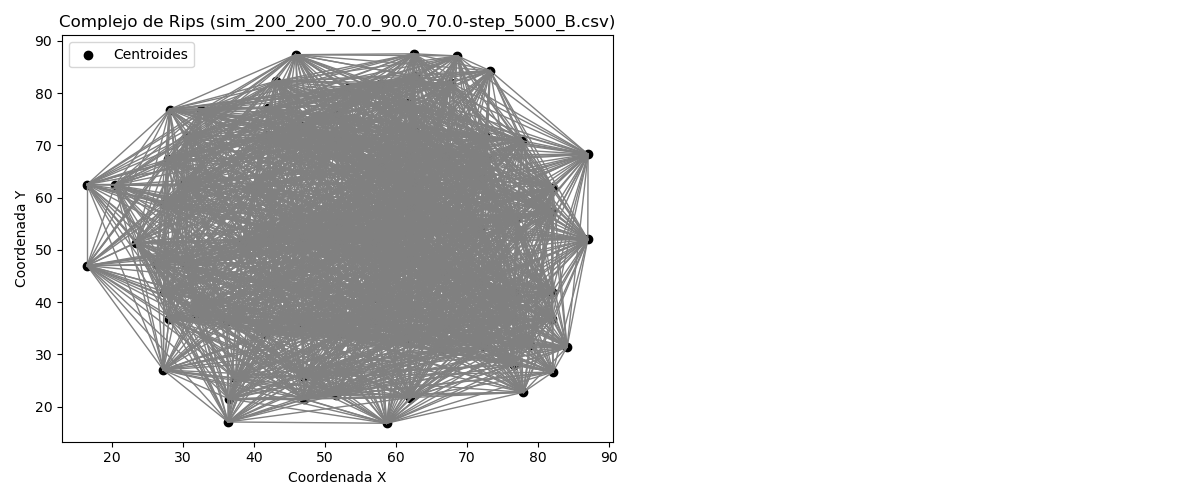 Complejo de Rips (sim_200_200_70.0_90.0_70.0-step_5000_B.csv)
Centroides
90
80
70
60
50
40
30
20
Coordenada Y
20 30 40 50 60 70 80 90
Coordenada X